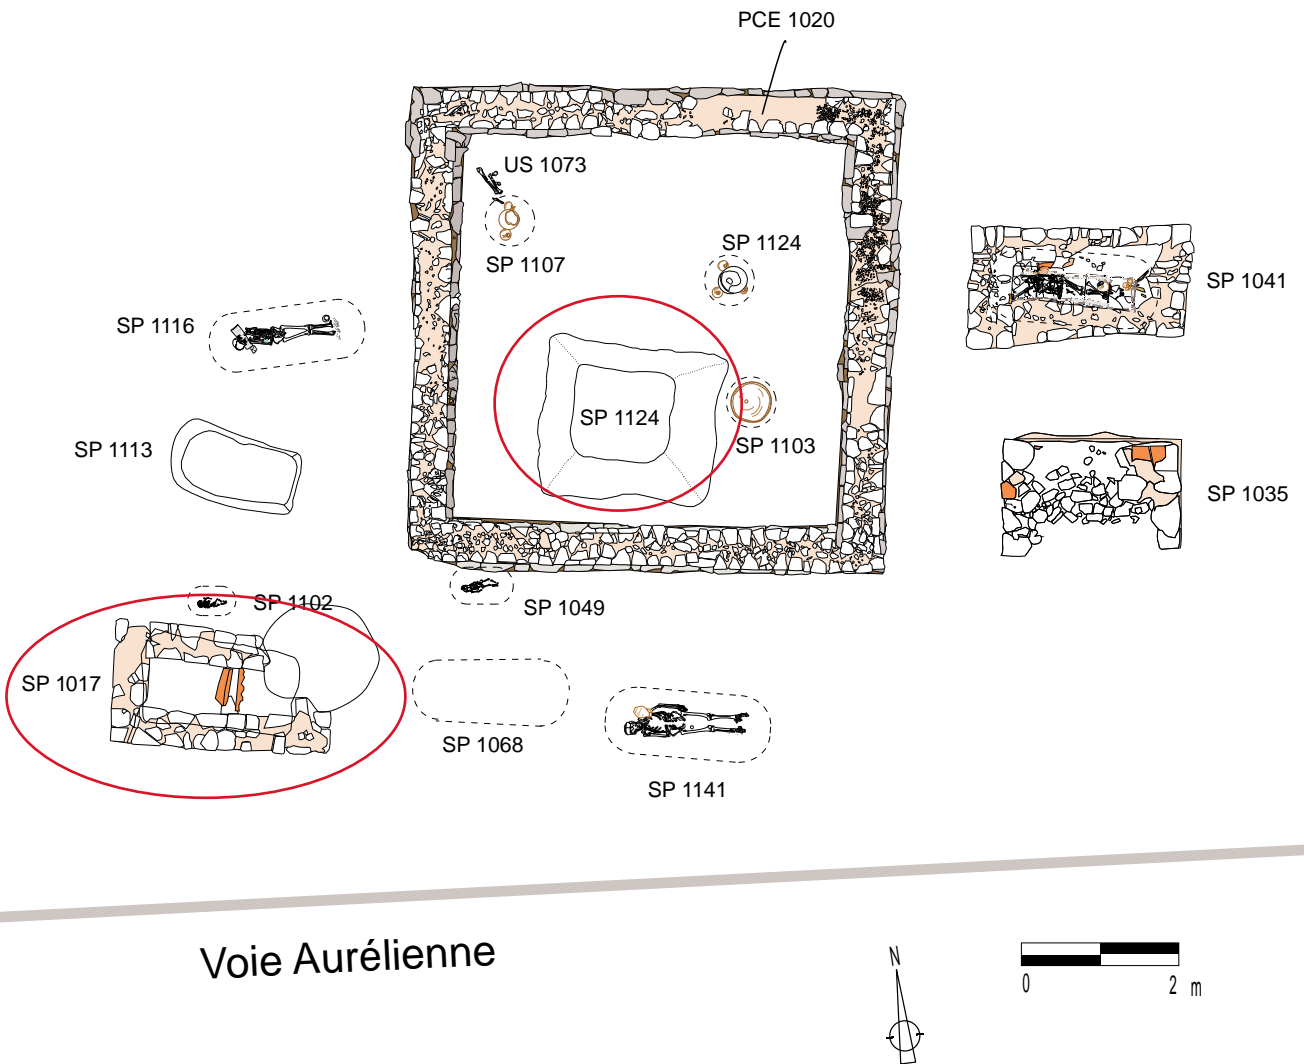 PCE 1020
US 1073
SP 1107
SP 1124
SP 1041
SP 1116
SP 1124
SP 1103
SP 1113
SP 1035
SP 1102
SP 1049
SP 1017
SP 1068
SP 1141
Voie Aurélienne
N
0 2 m